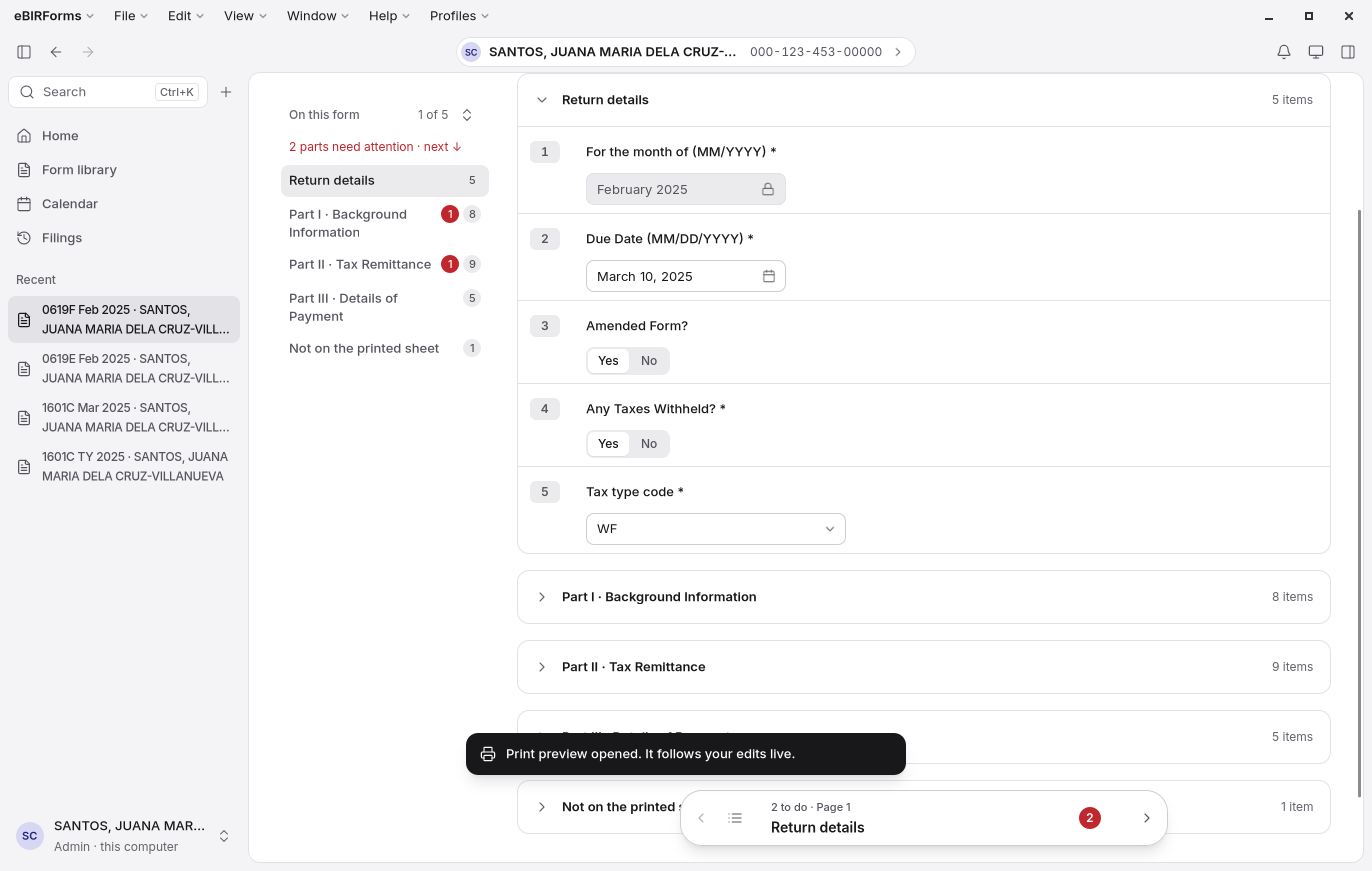 eBIRForms File Edit View Window Help Profiles
SC SANTOS, JUANA MARIA DELA CRUZ-... 000-123-453-00000
Search Ctrl+K
Home
Form library
Calendar
Filings
Recent
0619F Feb 2025 · SANTOS,
JUANA MARIA DELA CRUZ-VILL...
0619E Feb 2025 · SANTOS,
JUANA MARIA DELA CRUZ-VILL...
1601C Mar 2025 · SANTOS,
JUANA MARIA DELA CRUZ-VILL...
1601C TY 2025 · SANTOS, JUANA
MARIA DELA CRUZ-VILLANUEVA
SC SANTOS, JUANA MAR...
Admin · this computer
On this form 1 of 5
2 parts need attention · next ↓
Return details 5
Part I · Background
Information 1 8
Part II · Tax Remittance 1 9
Part III · Details of
Payment 5
Not on the printed sheet 1
Return details 5 items
1 For the month of (MM/YYYY) *
February 2025
2 Due Date (MM/DD/YYYY) *
March 10, 2025
3 Amended Form?
Yes No
4 Any Taxes Withheld? *
Yes No
5 Tax type code *
WF
Part I · Background Information 8 items
Part II · Tax Remittance 9 items
5 items
Print preview opened. It follows your edits live.
Not on the printed 1 item
2 to do · Page 1
Return details 2